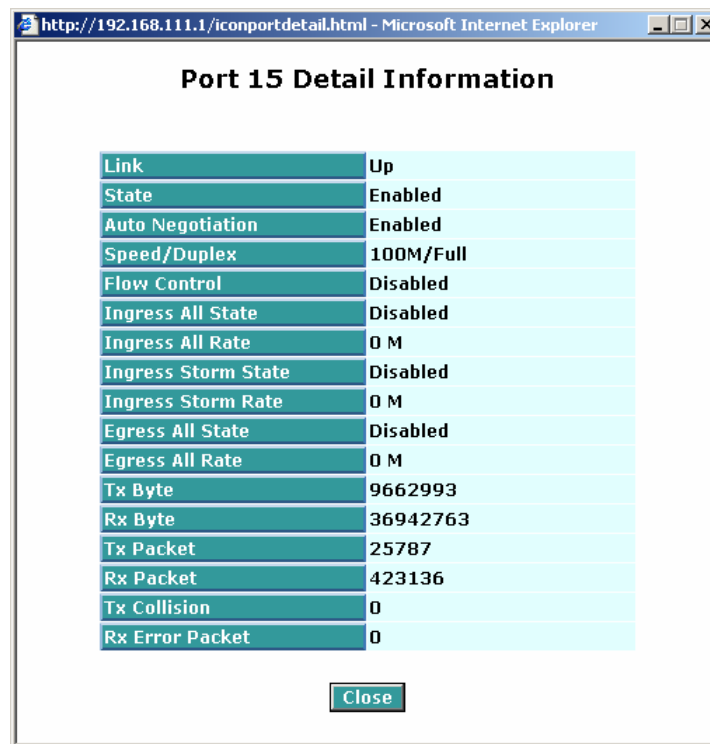 http://192.168.111.1/iconportdetail.html - Microsoft Internet Explorer
Port 15 Detail Information
Link Up
State Enabled
Auto Negotiation Enabled
Speed/Duplex 100M/Full
Flow Control Disabled
Ingress All State Disabled
Ingress All Rate 0 M
Ingress Storm State Disabled
Ingress Storm Rate 0 M
Egress All State Disabled
Egress All Rate 0 M
Tx Byte 9662993
Rx Byte 36942763
Tx Packet 25787
Rx Packet 423136
Tx Collision 0
Rx Error Packet 0
Close